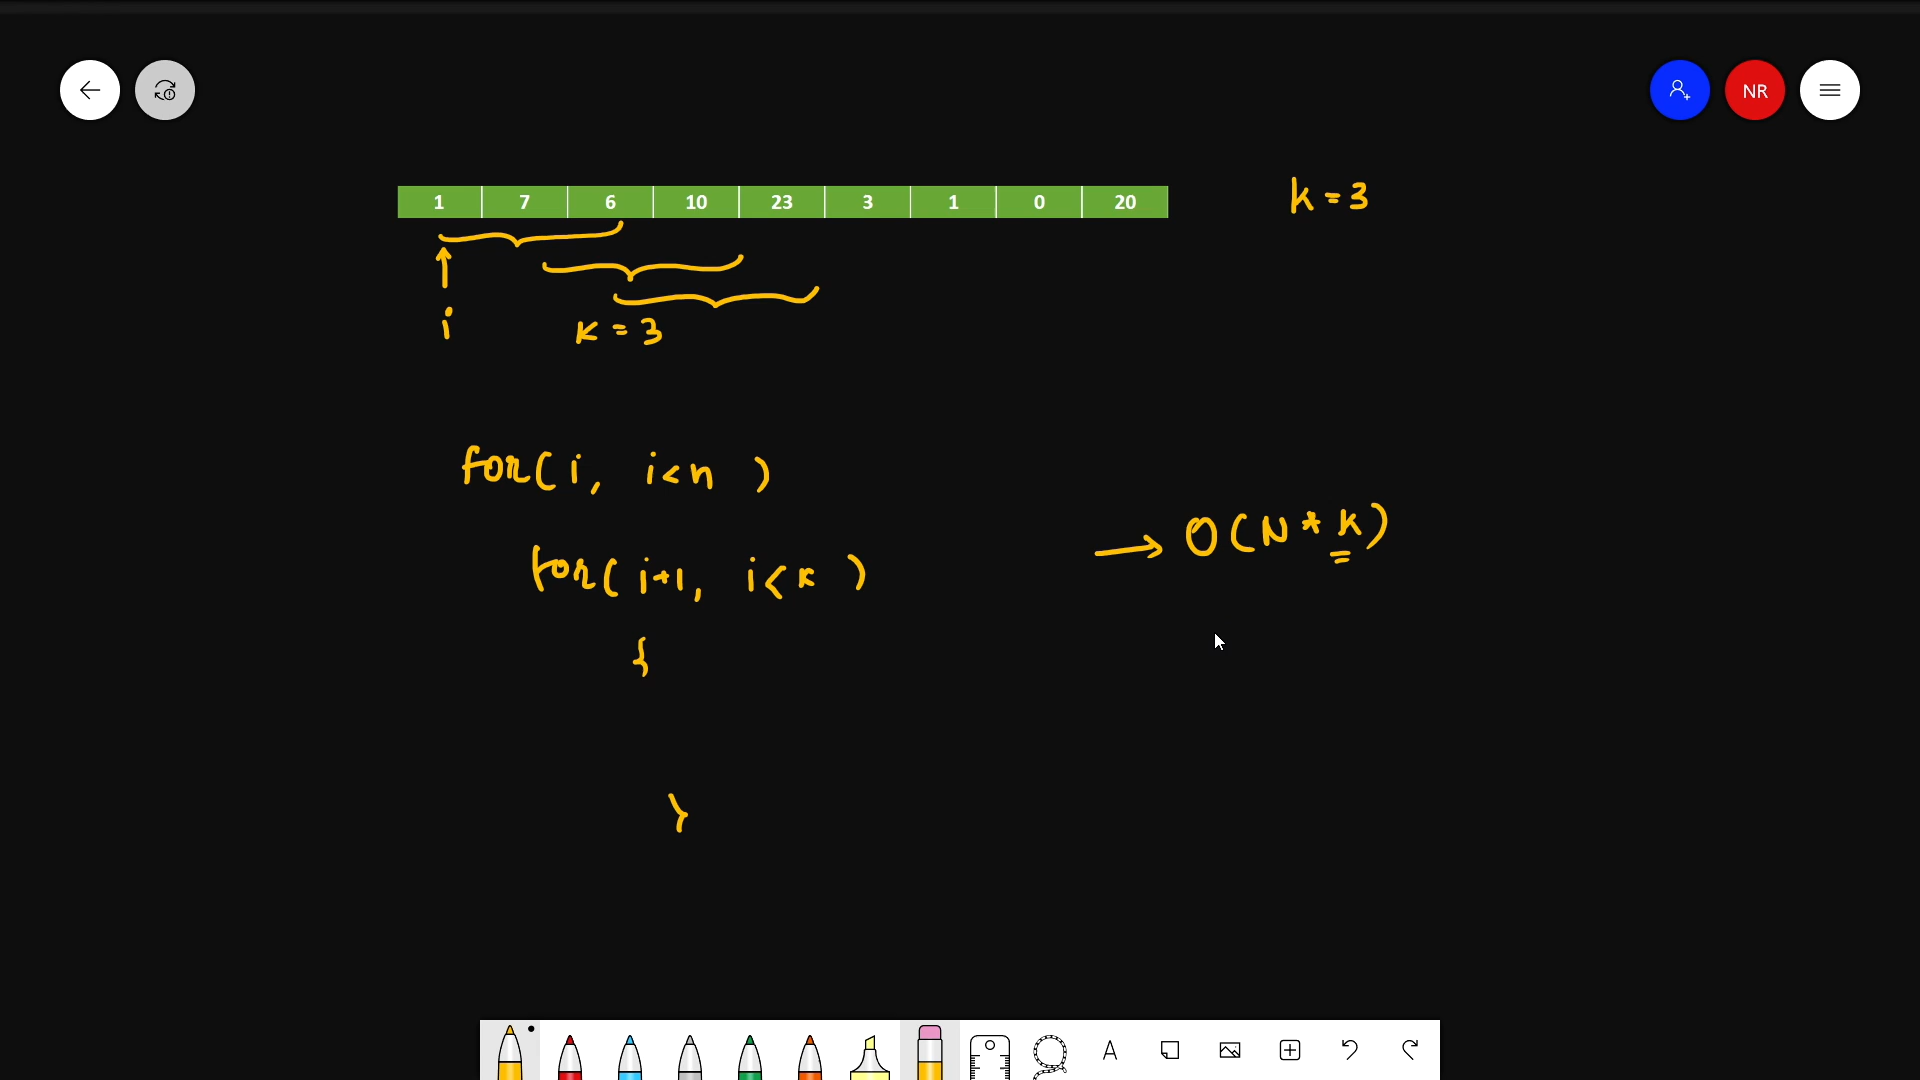 NR
1 7 6 10 23 3 1 0 20
k = 3
i
K = 3
for( i, i<n )
for( i+1, i<k )
→ O(N * k)
{
}
A